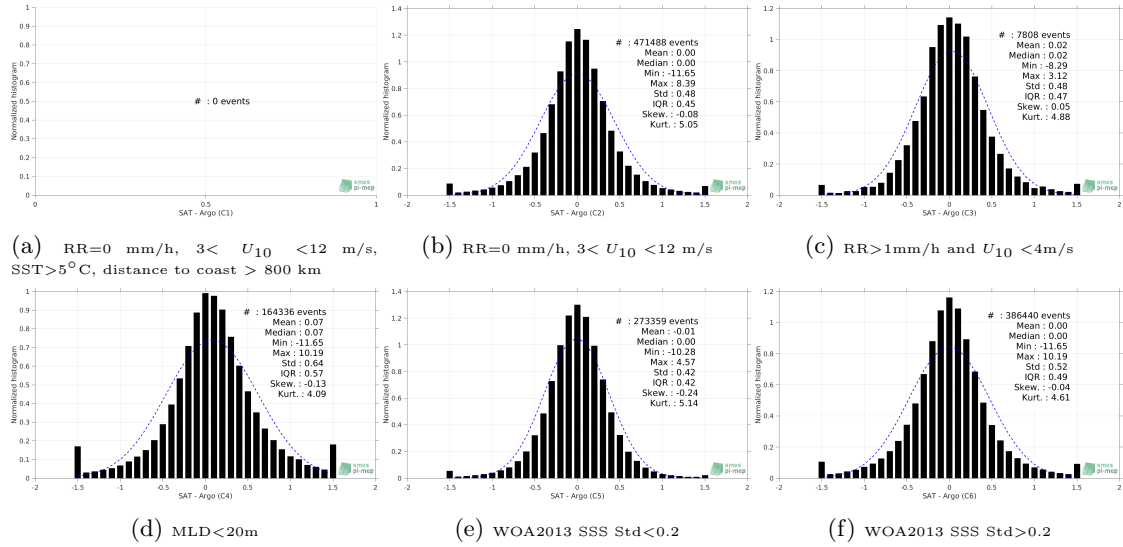 Normalized histogram
1
0.9
0.8
0.7
0.6
0.5
0.4
0.3
0.2
0.1
0
# : 0 events
smos
pi-mep
0 0.5 1
SAT - Argo (C1)
(a) RR=0 mm/h, 3< U10 <12 m/s,
SST>5°C, distance to coast > 800 km
Normalized histogram
1.4
1.2
1
0.8
0.6
0.4
0.2
0
# : 471488 events
Mean : 0.00
Median : 0.00
Min : -11.65
Max : 8.39
Std : 0.48
IQR : 0.45
Skew. : -0.08
Kurt. : 5.05
smos
pi-mep
-2 -1.5 -1 -0.5 0 0.5 1 1.5 2
SAT - Argo (C2)
(b) RR=0 mm/h, 3< U10 <12 m/s
Normalized histogram
1.2
1
0.8
0.6
0.4
0.2
0
# : 7808 events
Mean : 0.02
Median : 0.02
Min : -8.29
Max : 3.12
Std : 0.48
IQR : 0.47
Skew. : 0.05
Kurt. : 4.88
smos
pi-mep
-2 -1.5 -1 -0.5 0 0.5 1 1.5 2
SAT - Argo (C3)
(c) RR>1mm/h and U10 <4m/s
Normalized histogram
1
0.9
0.8
0.7
0.6
0.5
0.4
0.3
0.2
0.1
0
# : 164336 events
Mean : 0.07
Median : 0.07
Min : -11.65
Max : 10.19
Std : 0.64
IQR : 0.57
Skew. : -0.13
Kurt. : 4.09
smos
pi-mep
-2 -1.5 -1 -0.5 0 0.5 1 1.5 2
SAT - Argo (C4)
(d) MLD<20m
Normalized histogram
1.4
1.2
1
0.8
0.6
0.4
0.2
0
# : 273359 events
Mean : -0.01
Median : 0.00
Min : -10.28
Max : 4.57
Std : 0.42
IQR : 0.42
Skew. : -0.24
Kurt. : 5.14
smos
pi-mep
-2 -1.5 -1 -0.5 0 0.5 1 1.5 2
SAT - Argo (C5)
(e) WOA2013 SSS Std<0.2
Normalized histogram
1.2
1
0.8
0.6
0.4
0.2
0
# : 386440 events
Mean : 0.00
Median : 0.00
Min : -11.65
Max : 10.19
Std : 0.52
IQR : 0.49
Skew. : -0.04
Kurt. : 4.61
smos
pi-mep
-2 -1.5 -1 -0.5 0 0.5 1 1.5 2
SAT - Argo (C6)
(f) WOA2013 SSS Std>0.2